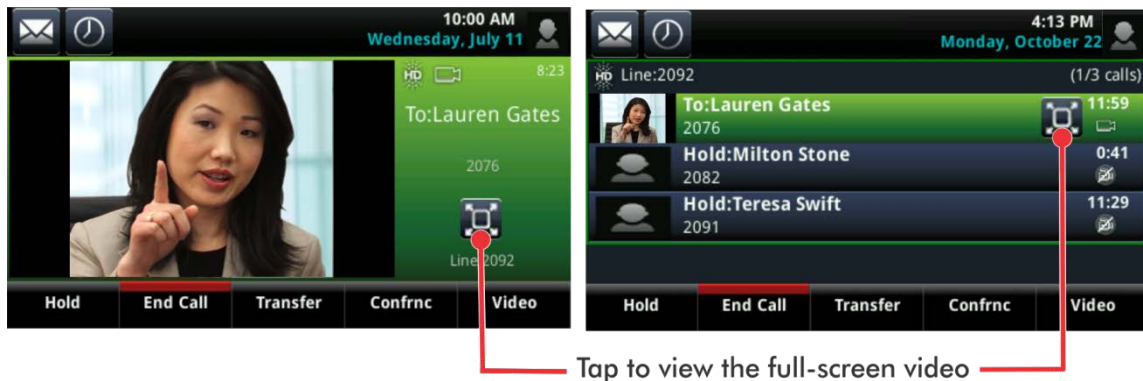 10:00 AM
Wednesday, July 11
HD
8:23
To:Lauren Gates
2076
Line:2092
Hold
End Call
Transfer
Confrnc
Video
4:13 PM
Monday, October 22
HD Line:2092 (1/3 calls)
To:Lauren Gates 11:59
2076
Hold:Milton Stone 0:41
2082
Hold:Teresa Swift 11:29
2091
Hold
End Call
Transfer
Confrnc
Video
Tap to view the full-screen video